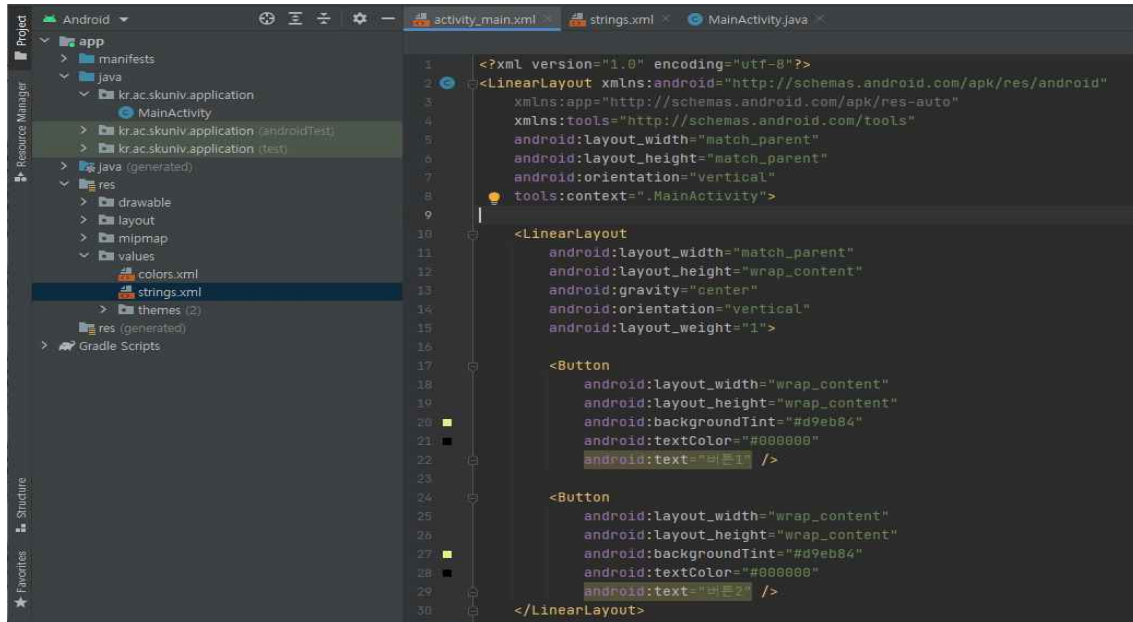 Project
Resource Manager
Structure
Favorites
Android
app
manifests
java
kr.ac.skuniv.application
MainActivity
kr.ac.skuniv.application (androidTest)
kr.ac.skuniv.application (test)
java (generated)
res
drawable
layout
mipmap
values
colors.xml
strings.xml
themes (2)
res (generated)
Gradle Scripts
activity_main.xml
strings.xml
MainActivity.java
1 <?xml version="1.0" encoding="utf-8"?>
2 <LinearLayout xmlns:android="http://schemas.android.com/apk/res/android"
3 xmlns:app="http://schemas.android.com/apk/res-auto"
4 xmlns:tools="http://schemas.android.com/tools"
5 android:layout_width="match_parent"
6 android:layout_height="match_parent"
7 android:orientation="vertical"
8 tools:context=".MainActivity">
9
10 <LinearLayout
11 android:layout_width="match_parent"
12 android:layout_height="wrap_content"
13 android:gravity="center"
14 android:orientation="vertical"
15 android:layout_weight="1">
16
17 <Button
18 android:layout_width="wrap_content"
19 android:layout_height="wrap_content"
20 android:backgroundTint="#d9eb84"
21 android:textColor="#000000"
22 android:text="버튼1" />
23
24 <Button
25 android:layout_width="wrap_content"
26 android:layout_height="wrap_content"
27 android:backgroundTint="#d9eb84"
28 android:textColor="#000000"
29 android:text="버튼2" />
30 </LinearLayout>